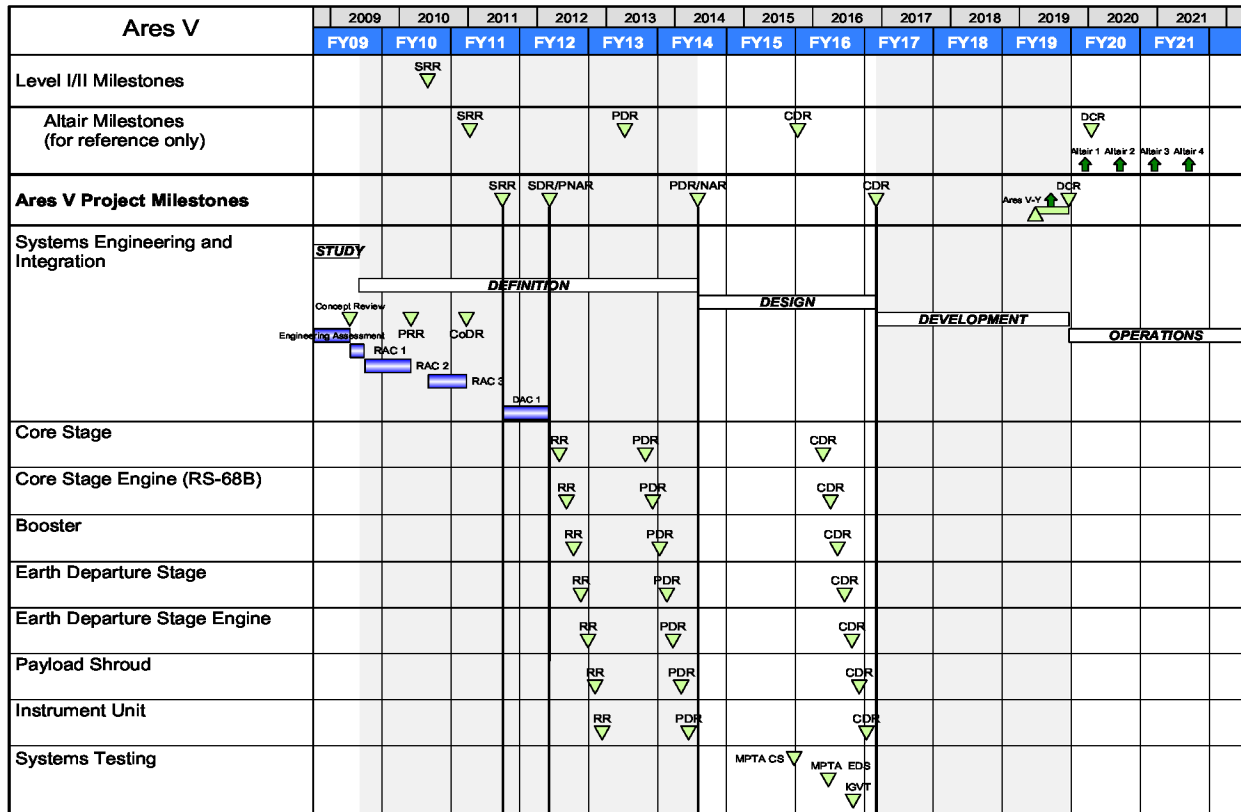 Ares V
2009 2010 2011 2012 2013 2014 2015 2016 2017 2018 2019 2020 2021
FY09 FY10 FY11 FY12 FY13 FY14 FY15 FY16 FY17 FY18 FY19 FY20 FY21
Level I/II Milestones
SRR
Altair Milestones
(for reference only)
SRR PDR CDR DCR
Altair 1 Altair 2 Altair 3 Altair 4
Ares V Project Milestones
SRR SDR/PNAR PDR/NAR CDR DCR
Ares V-Y
Systems Engineering and
Integration
STUDY
DEFINITION
DESIGN
DEVELOPMENT
OPERATIONS
Concept Review
PRR CoDR
Engineering Assessment
RAC 1
RAC 2
RAC 3
DAC 1
Core Stage
RR PDR CDR
Core Stage Engine (RS-68B)
RR PDR CDR
Booster
RR PDR CDR
Earth Departure Stage
RR PDR CDR
Earth Departure Stage Engine
RR PDR CDR
Payload Shroud
RR PDR CDR
Instrument Unit
RR PDR CDR
Systems Testing
MPTA CS
MPTA EDS
IGVT